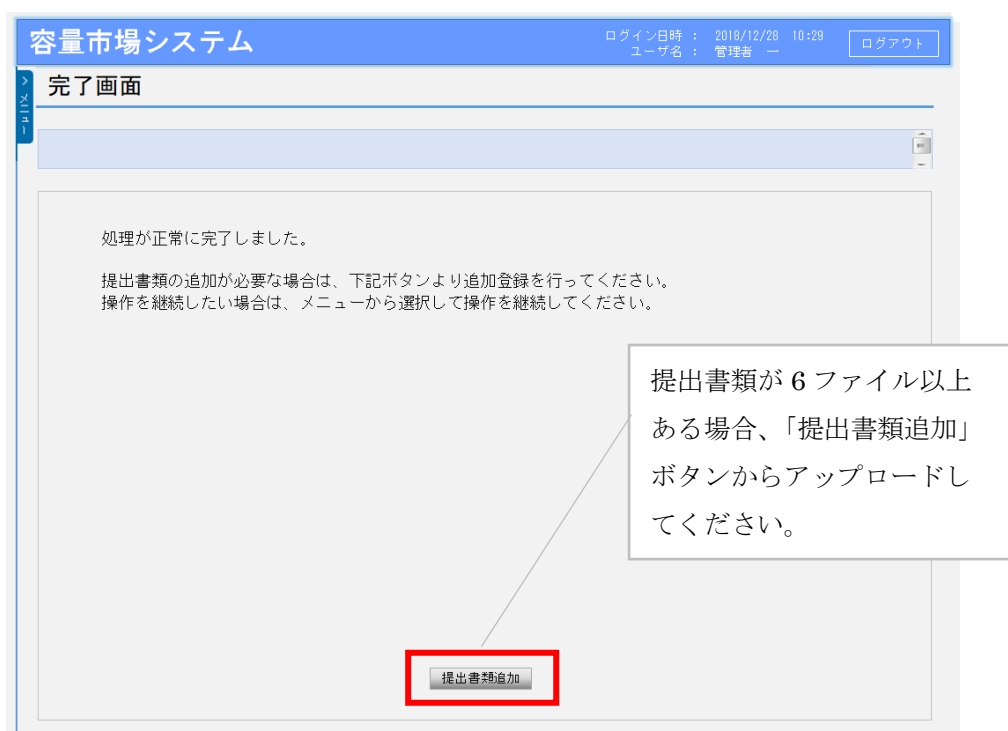 容量市場システム
ログイン日時 : 2018/12/28 10:29
ユーザ名 : 管理者 一
ログアウト
> メニュー
完了画面
処理が正常に完了しました。
提出書類の追加が必要な場合は、下記ボタンより追加登録を行ってください。
操作を継続したい場合は、メニューから選択して操作を継続してください。
提出書類が 6 ファイル以上
ある場合、「提出書類追加」
ボタンからアップロードし
てください。
提出書類追加